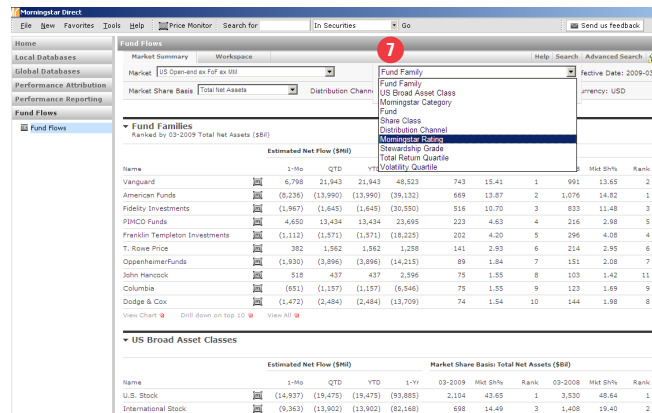 Morningstar Direct
File New Favorites Tools Help Price Monitor Search for In Securities Go Send us feedback
Home
Local Databases
Global Databases
Performance Attribution
Performance Reporting
Fund Flows
Fund Flows
Fund Flows
Market Summary Workspace Help Search Advanced Search
7
Market US Open-end ex FoF ex MM Fund Family fective Date: 2009-03
Market Share Basis Total Net Assets Distribution Chann urrency: USD
Fund Family
US Broad Asset Class
Morningstar Category
Fund
Share Class
Distribution Channel
Morningstar Rating
Stewardship Grade
Total Return Quartile
Volatility Quartile
Fund Families
Ranked by 03-2009 Total Net Assets ($Bil)
Estimated Net Flow ($Mil)
Name 1-Mo QTD YTD Mkt Sh% Rank
Vanguard 6,798 21,943 21,943 48,523 743 15.41 1 991 13.65 2
American Funds (8,236) (13,990) (13,990) (39,132) 669 13.87 2 1,076 14.82 1
Fidelity Investments (1,967) (1,645) (1,645) (30,550) 516 10.70 3 833 11.48 3
PIMCO Funds 4,650 13,434 13,434 23,695 223 4.63 4 216 2.98 5
Franklin Templeton Investments (1,112) (1,571) (1,571) (18,225) 202 4.20 5 296 4.08 4
T. Rowe Price 382 1,562 1,562 1,258 141 2.93 6 214 2.95 6
OppenheimerFunds (1,930) (3,896) (3,896) (14,215) 89 1.84 7 151 2.08 7
John Hancock 518 437 437 2,596 75 1.55 8 103 1.42 11
Columbia (651) (1,157) (1,157) (6,546) 75 1.55 9 123 1.69 9
Dodge & Cox (1,472) (2,484) (2,484) (13,709) 74 1.54 10 144 1.98 8
View Chart Drill down on top 10 View All
US Broad Asset Classes
Estimated Net Flow ($Mil) Market Share Basis: Total Net Assets ($Bil)
Name 1-Mo QTD YTD 1-Yr 03-2009 Mkt Sh% Rank 03-2008 Mkt Sh% Rank
U.S. Stock (14,937) (19,475) (19,475) (93,885) 2,104 43.65 1 3,530 48.64 1
International Stock (9,363) (13,902) (13,902) (82,168) 698 14.49 3 1,408 19.40 2